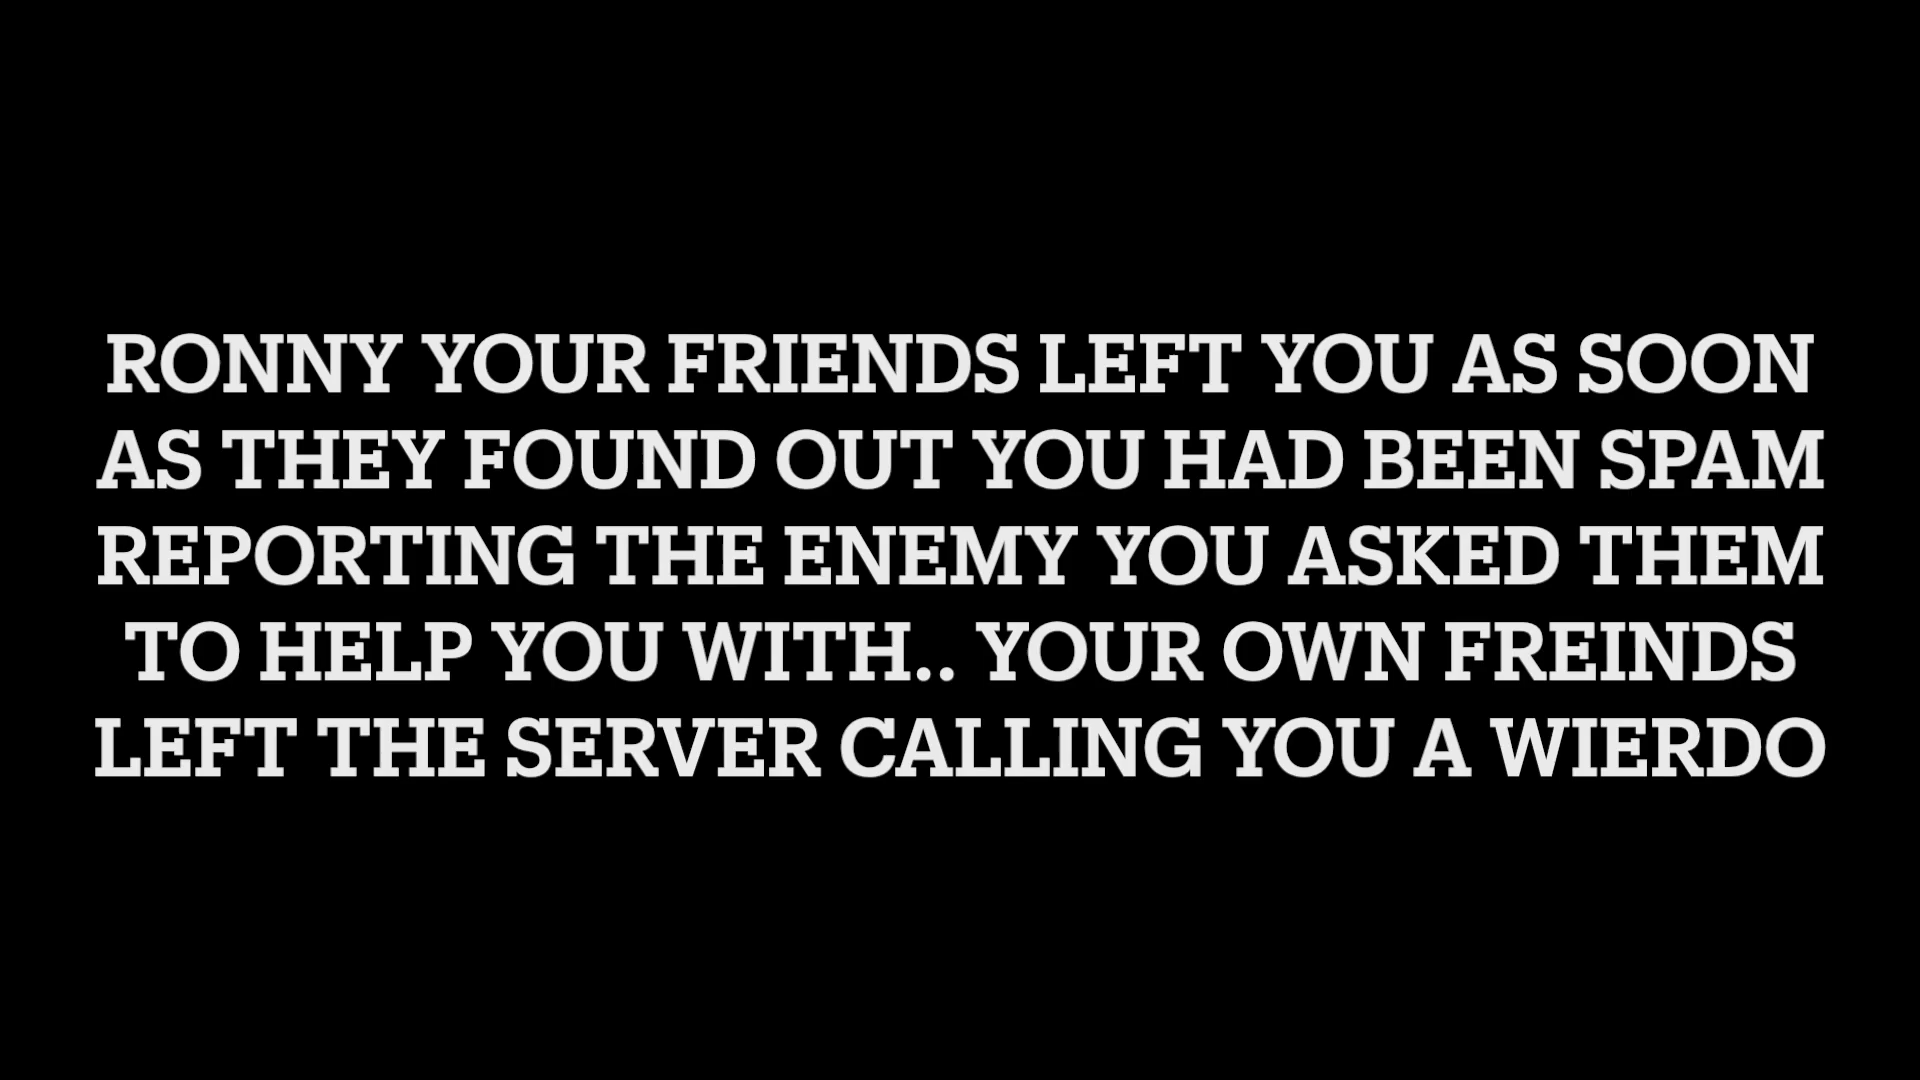 RONNY YOUR FRIENDS LEFT YOU AS SOON
AS THEY FOUND OUT YOU HAD BEEN SPAM
REPORTING THE ENEMY YOU ASKED THEM
TO HELP YOU WITH.. YOUR OWN FREINDS
LEFT THE SERVER CALLING YOU A WIERDO